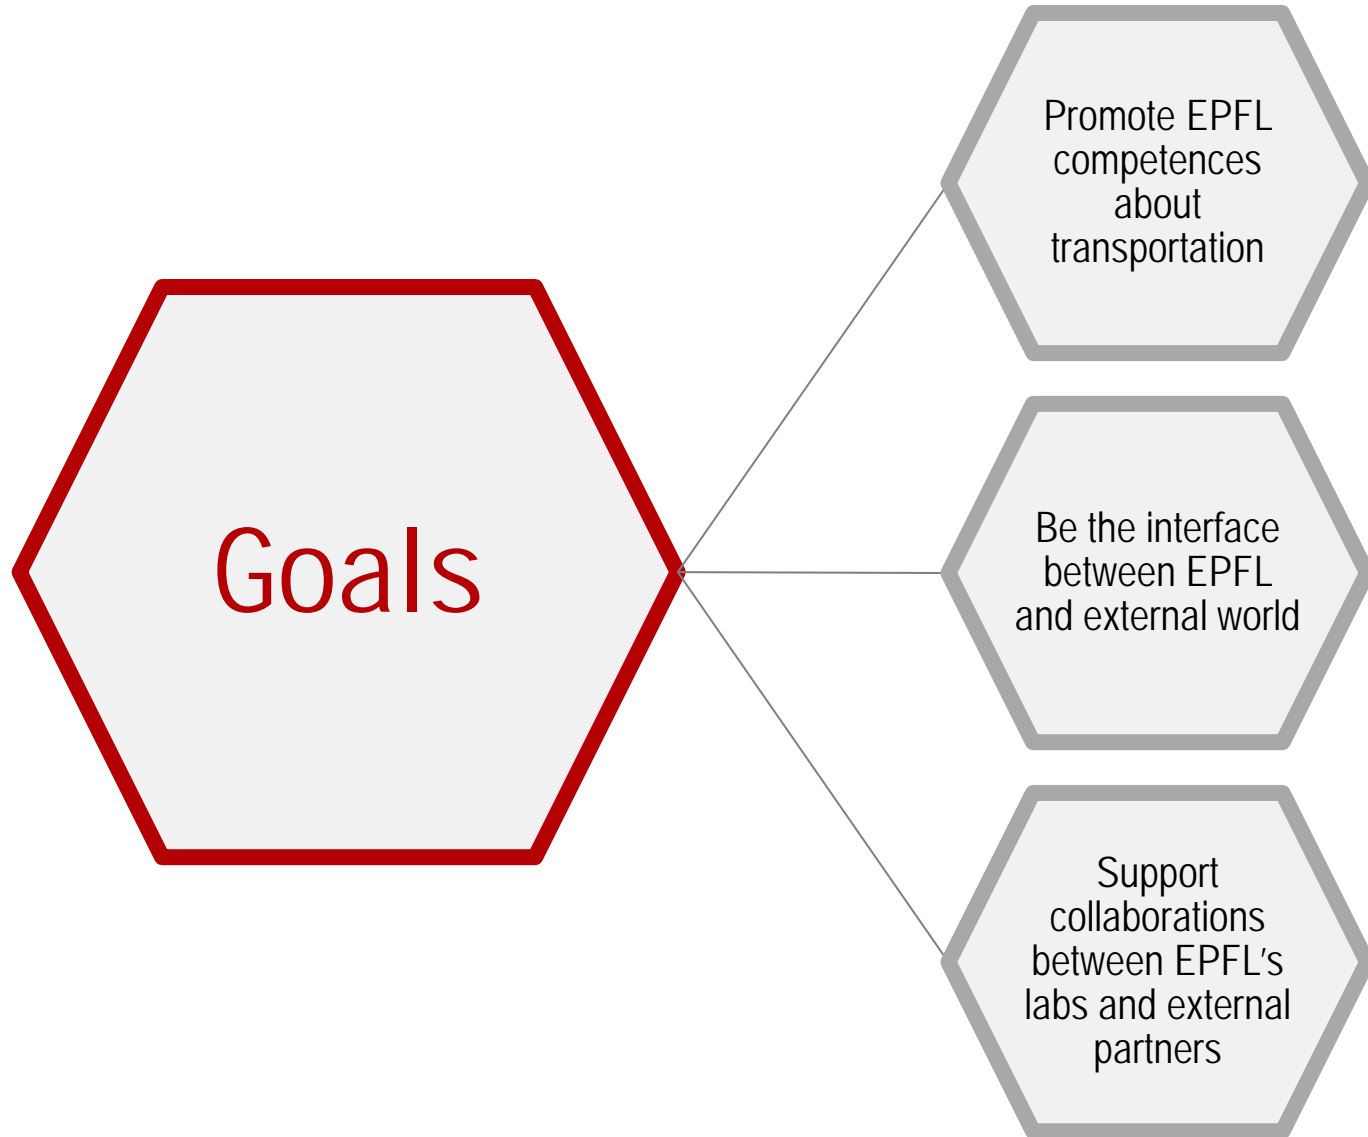 Goals
Promote EPFL
competences
about
transportation
Be the interface
between EPFL
and external world
Support
collaborations
between EPFL's
labs and external
partners